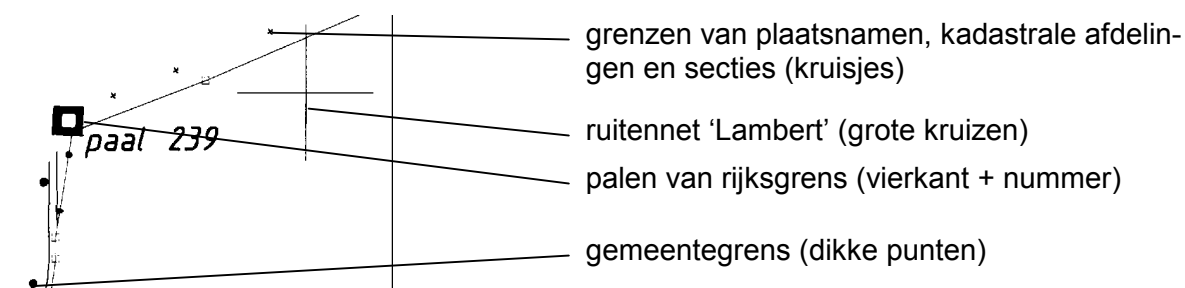 grenzen van plaatsnamen, kadastrale afdelin-
gen en secties (kruisjes)
ruitennet ‘Lambert’ (grote kruizen)
paal 239
palen van rijksgrens (vierkant + nummer)
gemeentegrens (dikke punten)